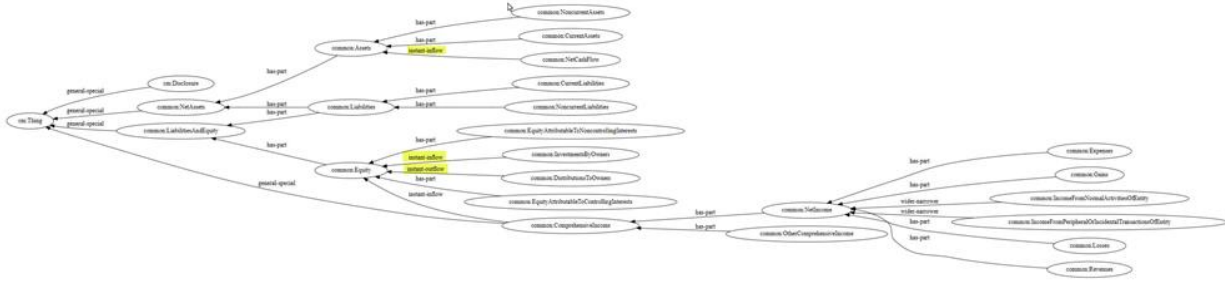 common:NoncurrentAssets
has-part
has-part
common:CurrentAssets
common:Assets
instant-inflow
common:NetCashFlow
has-part
cm:Disclosure
general-special
common:CurrentLiabilities
has-part
general-special
common:NetAssets
has-part
common:Liabilities
has-part
common:NoncurrentLiabilities
has-part
cm:Thing
general-special
common:LiabilitiesAndEquity
common:EquityAttributableToNoncontrollingInterests
has-part
has-part
instant-inflow
common:InvestmentsByOwners
common:Expenses
has-part
common:Equity
instant-outflow
common:DistributionsToOwners
common:Gains
has-part
general-special
has-part
instant-inflow
common:EquityAttributableToControllingInterests
wider-narrower
common:IncomeFromNormalActivitiesOfEntity
has-part
common:NetIncome
wider-narrower
common:IncomeFromPeripheralOrIncidentalTransactionsOfEntity
common:ComprehensiveIncome
has-part
has-part
common:OtherComprehensiveIncome
has-part
common:Losses
common:Revenues